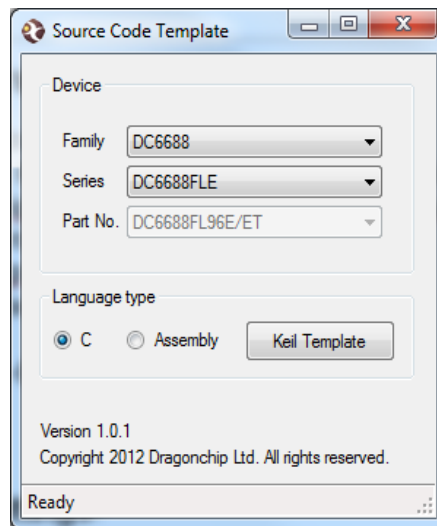 Source Code Template
Device
Family DC6688
Series DC6688FLE
Part No. DC6688FL96E/ET
Language type
C Assembly Keil Template
Version 1.0.1
Copyright 2012 Dragonchip Ltd. All rights reserved.
Ready